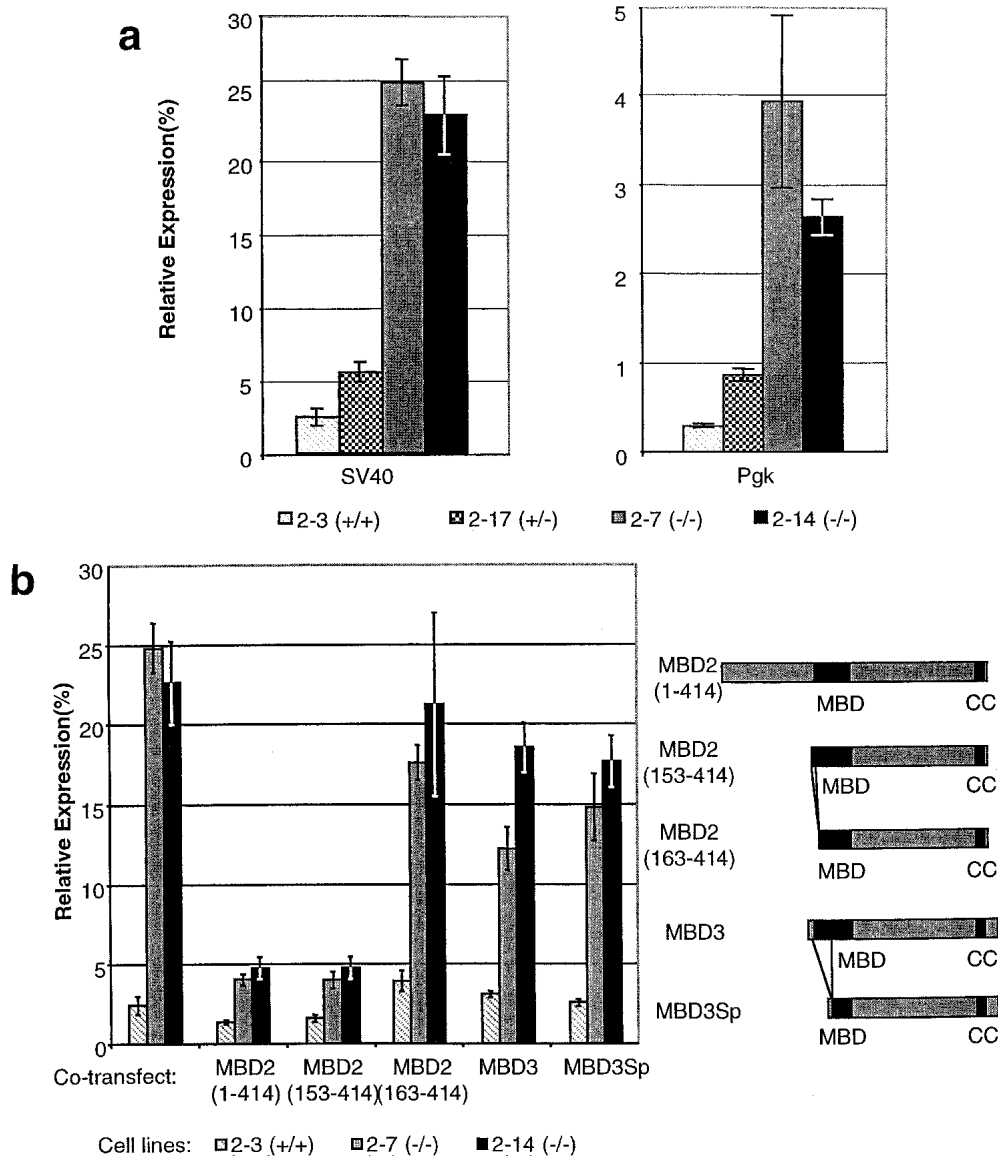 a
Relative Expression(%)
30
25
20
15
10
5
0
SV40
5
4
3
2
1
0
Pgk
2-3 (+/+) 2-17 (+/-) 2-7 (-/-) 2-14 (-/-)
b
Relative Expression(%)
30
25
20
15
10
5
0
Co-transfect: MBD2 MBD2 MBD2 MBD3 MBD3Sp
(1-414) (153-414) (163-414)
Cell lines: 2-3 (+/+) 2-7 (-/-) 2-14 (-/-)
MBD2
(1-414)
MBD CC
MBD2
(153-414)
MBD CC
MBD2
(163-414)
MBD CC
MBD3
MBD CC
MBD3Sp
MBD CC